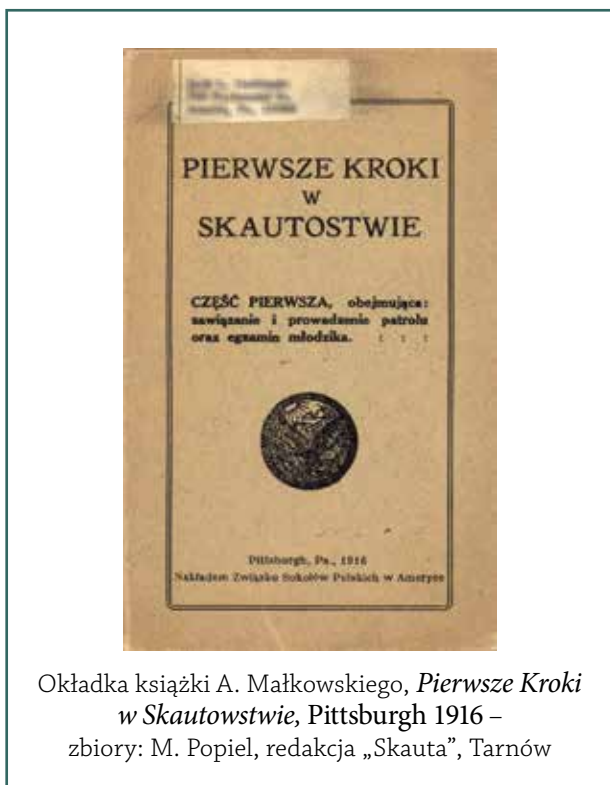 PIERWSZE KROKI
W
SKAUTOSTWIE
CZĘŚĆ PIERWSZA, obejmująca:
zawiązanie i prowadzenie patrolu
oraz egzamin młodzika. : : :
Pittsburgh, Pa., 1916
Nakładem Związku Sokołów Polskich w Ameryce
Okładka książki A. Małkowskiego, Pierwsze Kroki
w Skautowstwie, Pittsburgh 1916 –
zbiory: M. Popiel, redakcja „Skauta”, Tarnów